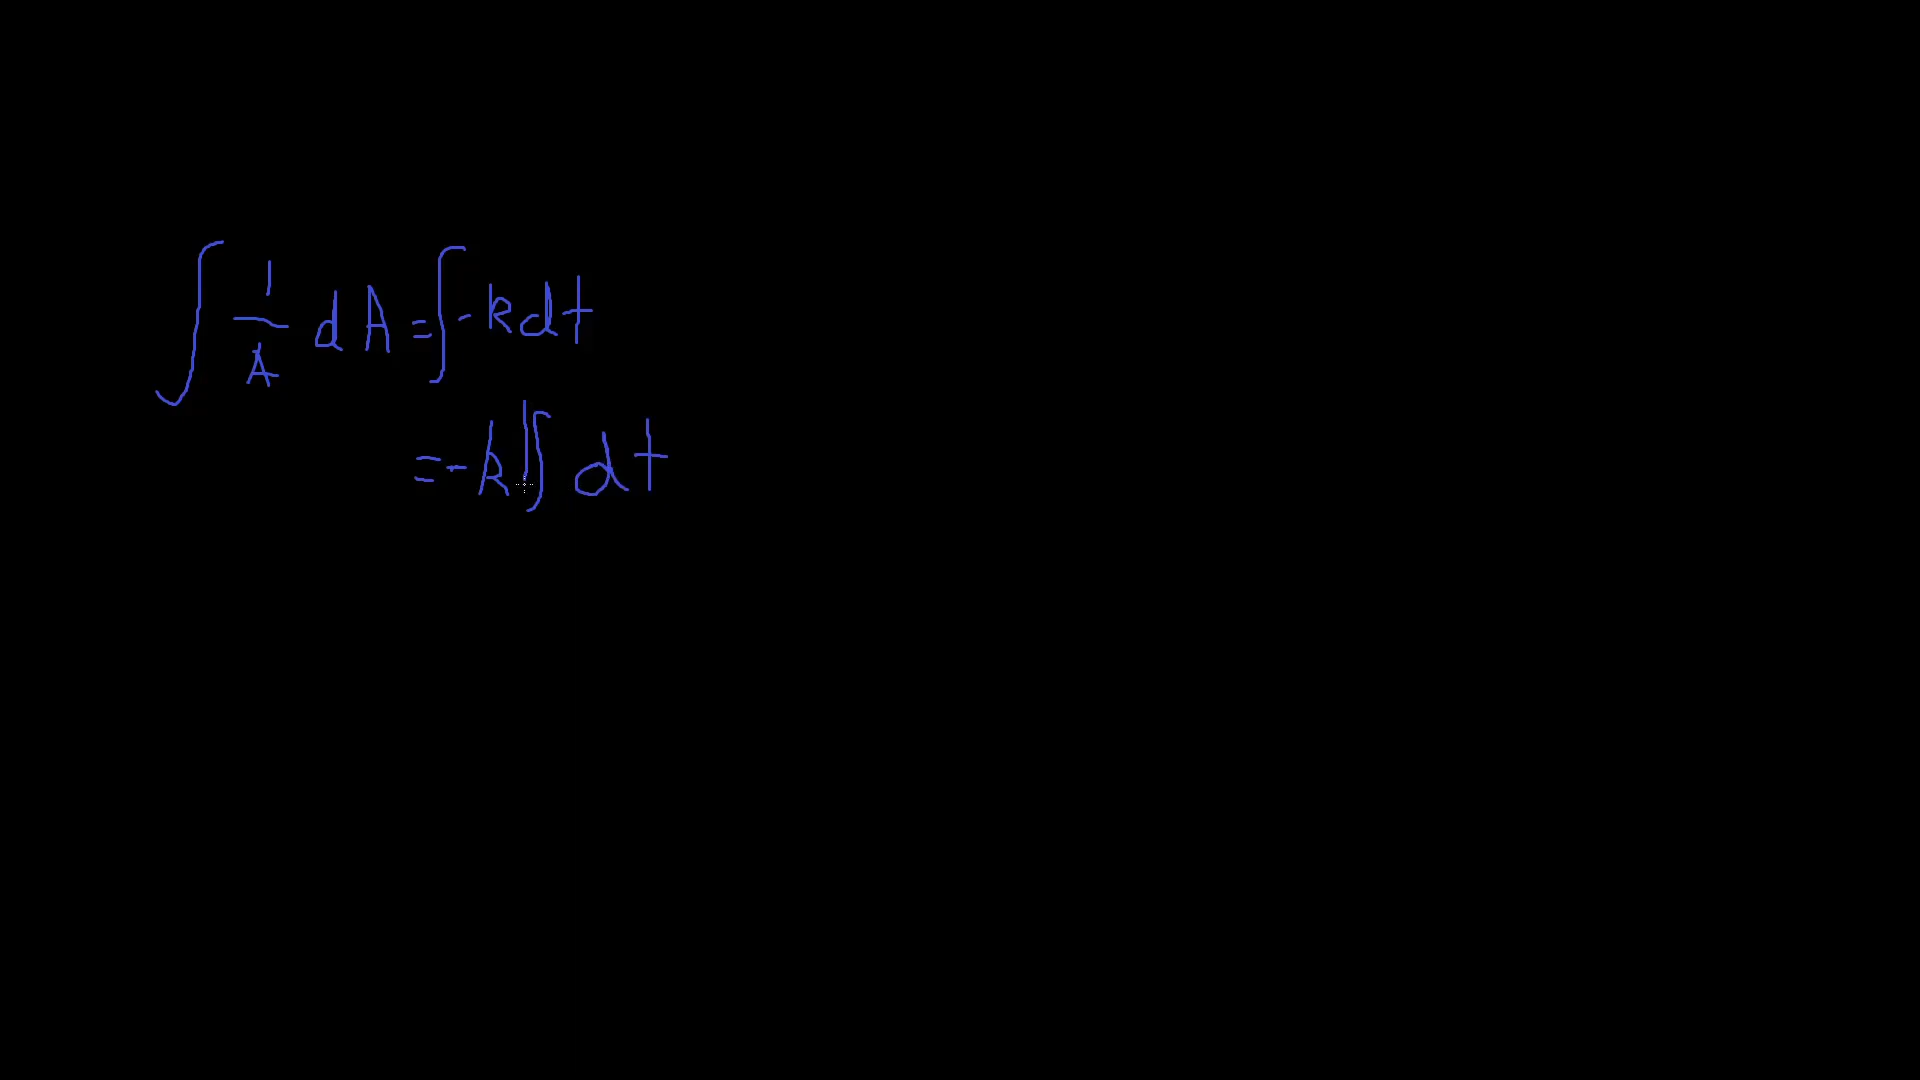 ∫ 1/A dA = ∫ -k dt
= -k | ∫ dt